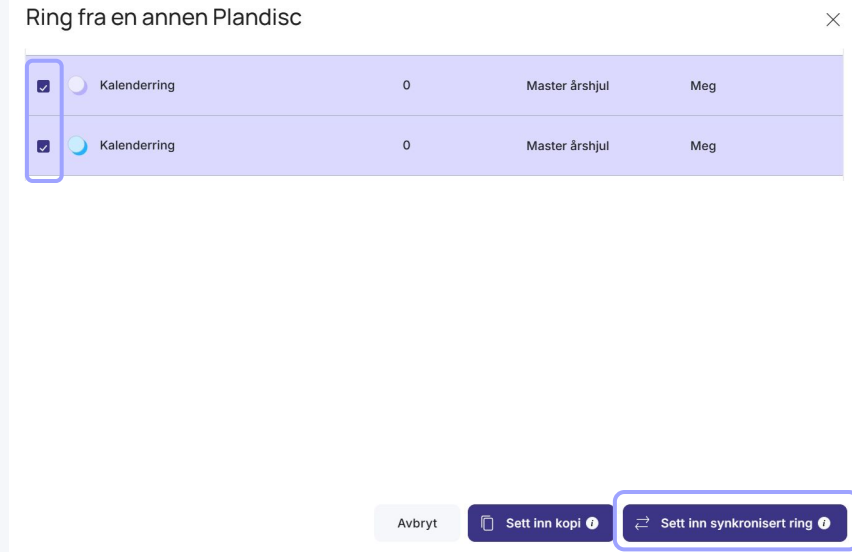 Ring fra en annen Plandisc
Kalenderring 0 Master årshjul Meg
Kalenderring 0 Master årshjul Meg
Avbryt Sett inn kopi i Sett inn synkronisert ring i